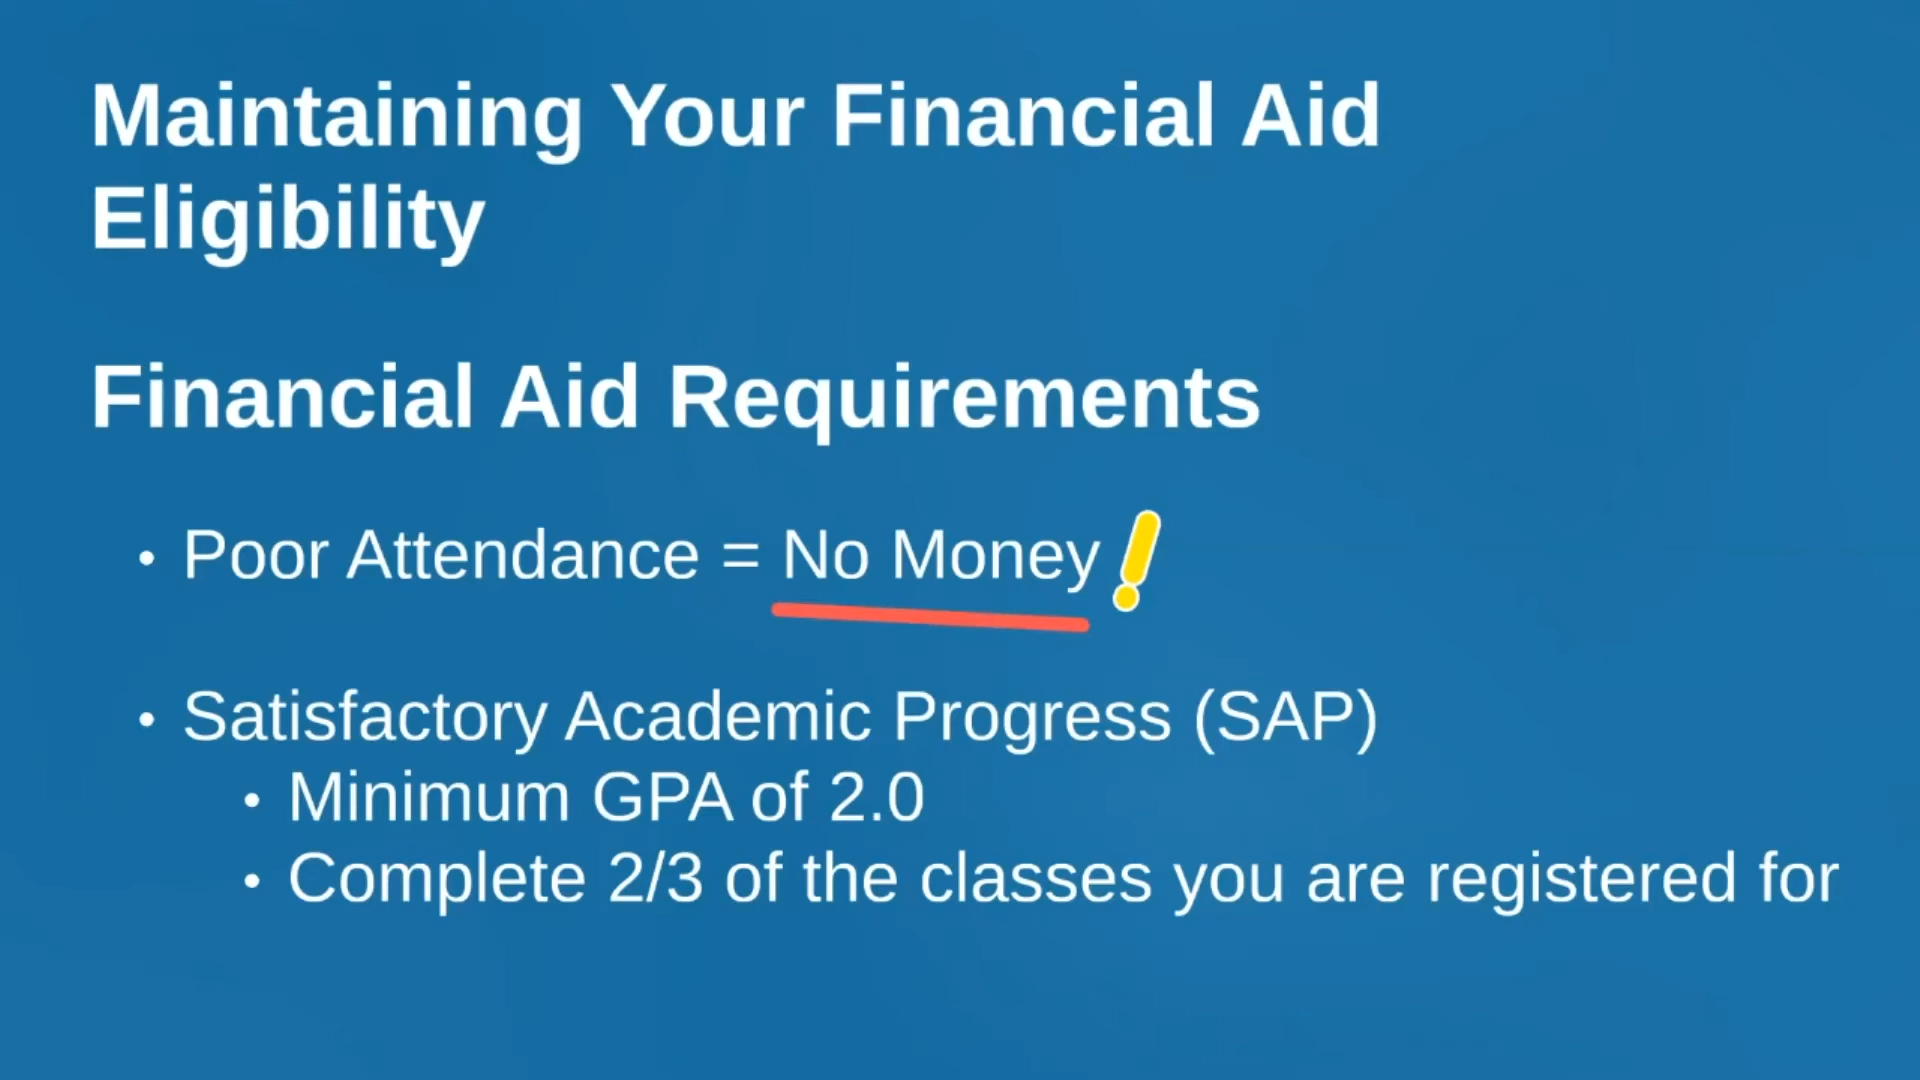 Maintaining Your Financial Aid
Eligibility
Financial Aid Requirements
• Poor Attendance = No Money!
• Satisfactory Academic Progress (SAP)
• Minimum GPA of 2.0
• Complete 2/3 of the classes you are registered for